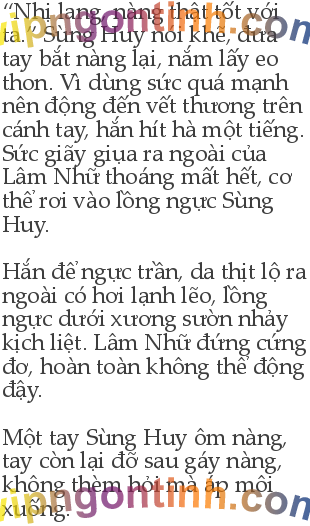 “Nhị lang, nàng thật tốt với
ta.” Sùng Huy nói khẽ, đưa
tay bắt nàng lại, nắm lấy eo
thon. Vì dùng sức quá mạnh
nên động đến vết thương trên
cánh tay, hắn hít hà một tiếng.
Sức giãy giụa ra ngoài của
Lâm Nhữ thoáng mất hết, cơ
thể rơi vào lồng ngực Sùng
Huy.
Hắn để ngực trần, da thịt lộ ra
ngoài có hơi lạnh lẽo, lồng
ngực dưới xương sườn nhảy
kịch liệt. Lâm Nhữ đứng cứng
đơ, hoàn toàn không thể động
đậy.
Một tay Sùng Huy ôm nàng,
tay còn lại đỡ sau gáy nàng,
không thèm hỏi mà áp môi
xuống.